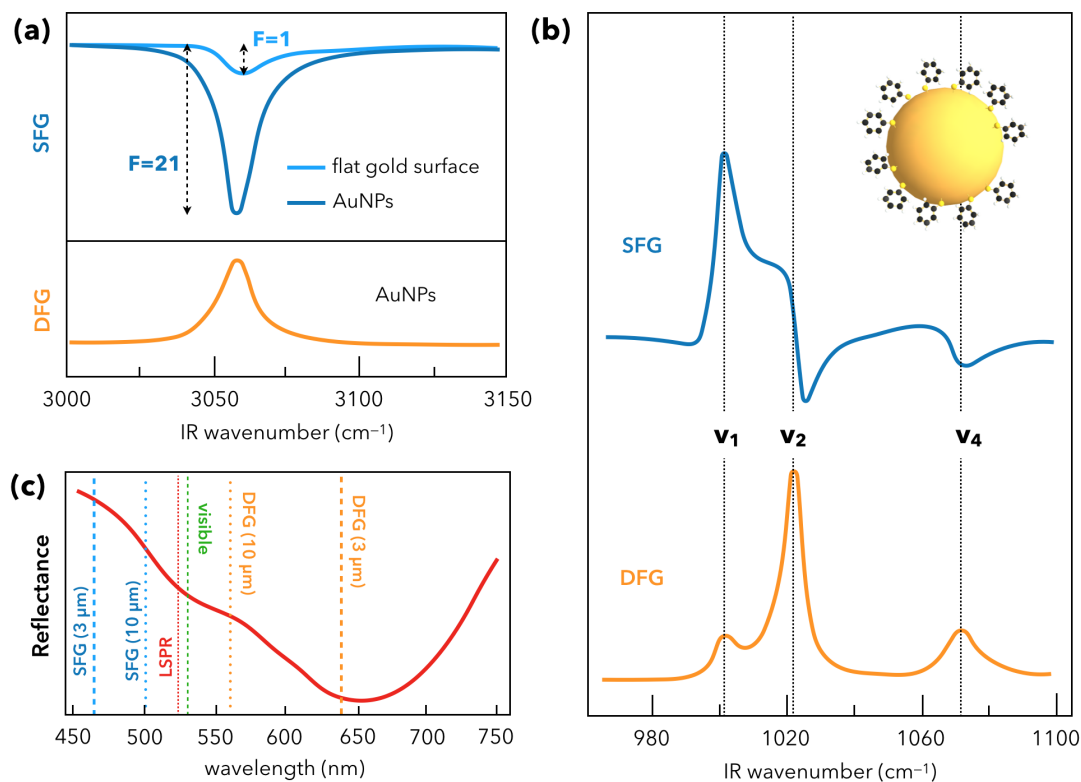 (a)
F=1
F=21
SFG
flat gold surface
AuNPs
DFG
AuNPs
3000
3050
3100
3150
IR wavenumber (cm⁻¹)
(b)
SFG
v₁
v₂
v₄
DFG
980
1020
1060
1100
IR wavenumber (cm⁻¹)
(c)
Reflectance
SFG (3 µm)
SFG (10 µm)
LSPR
visible
DFG (10 µm)
DFG (3 µm)
450
500
550
600
650
700
750
wavelength (nm)